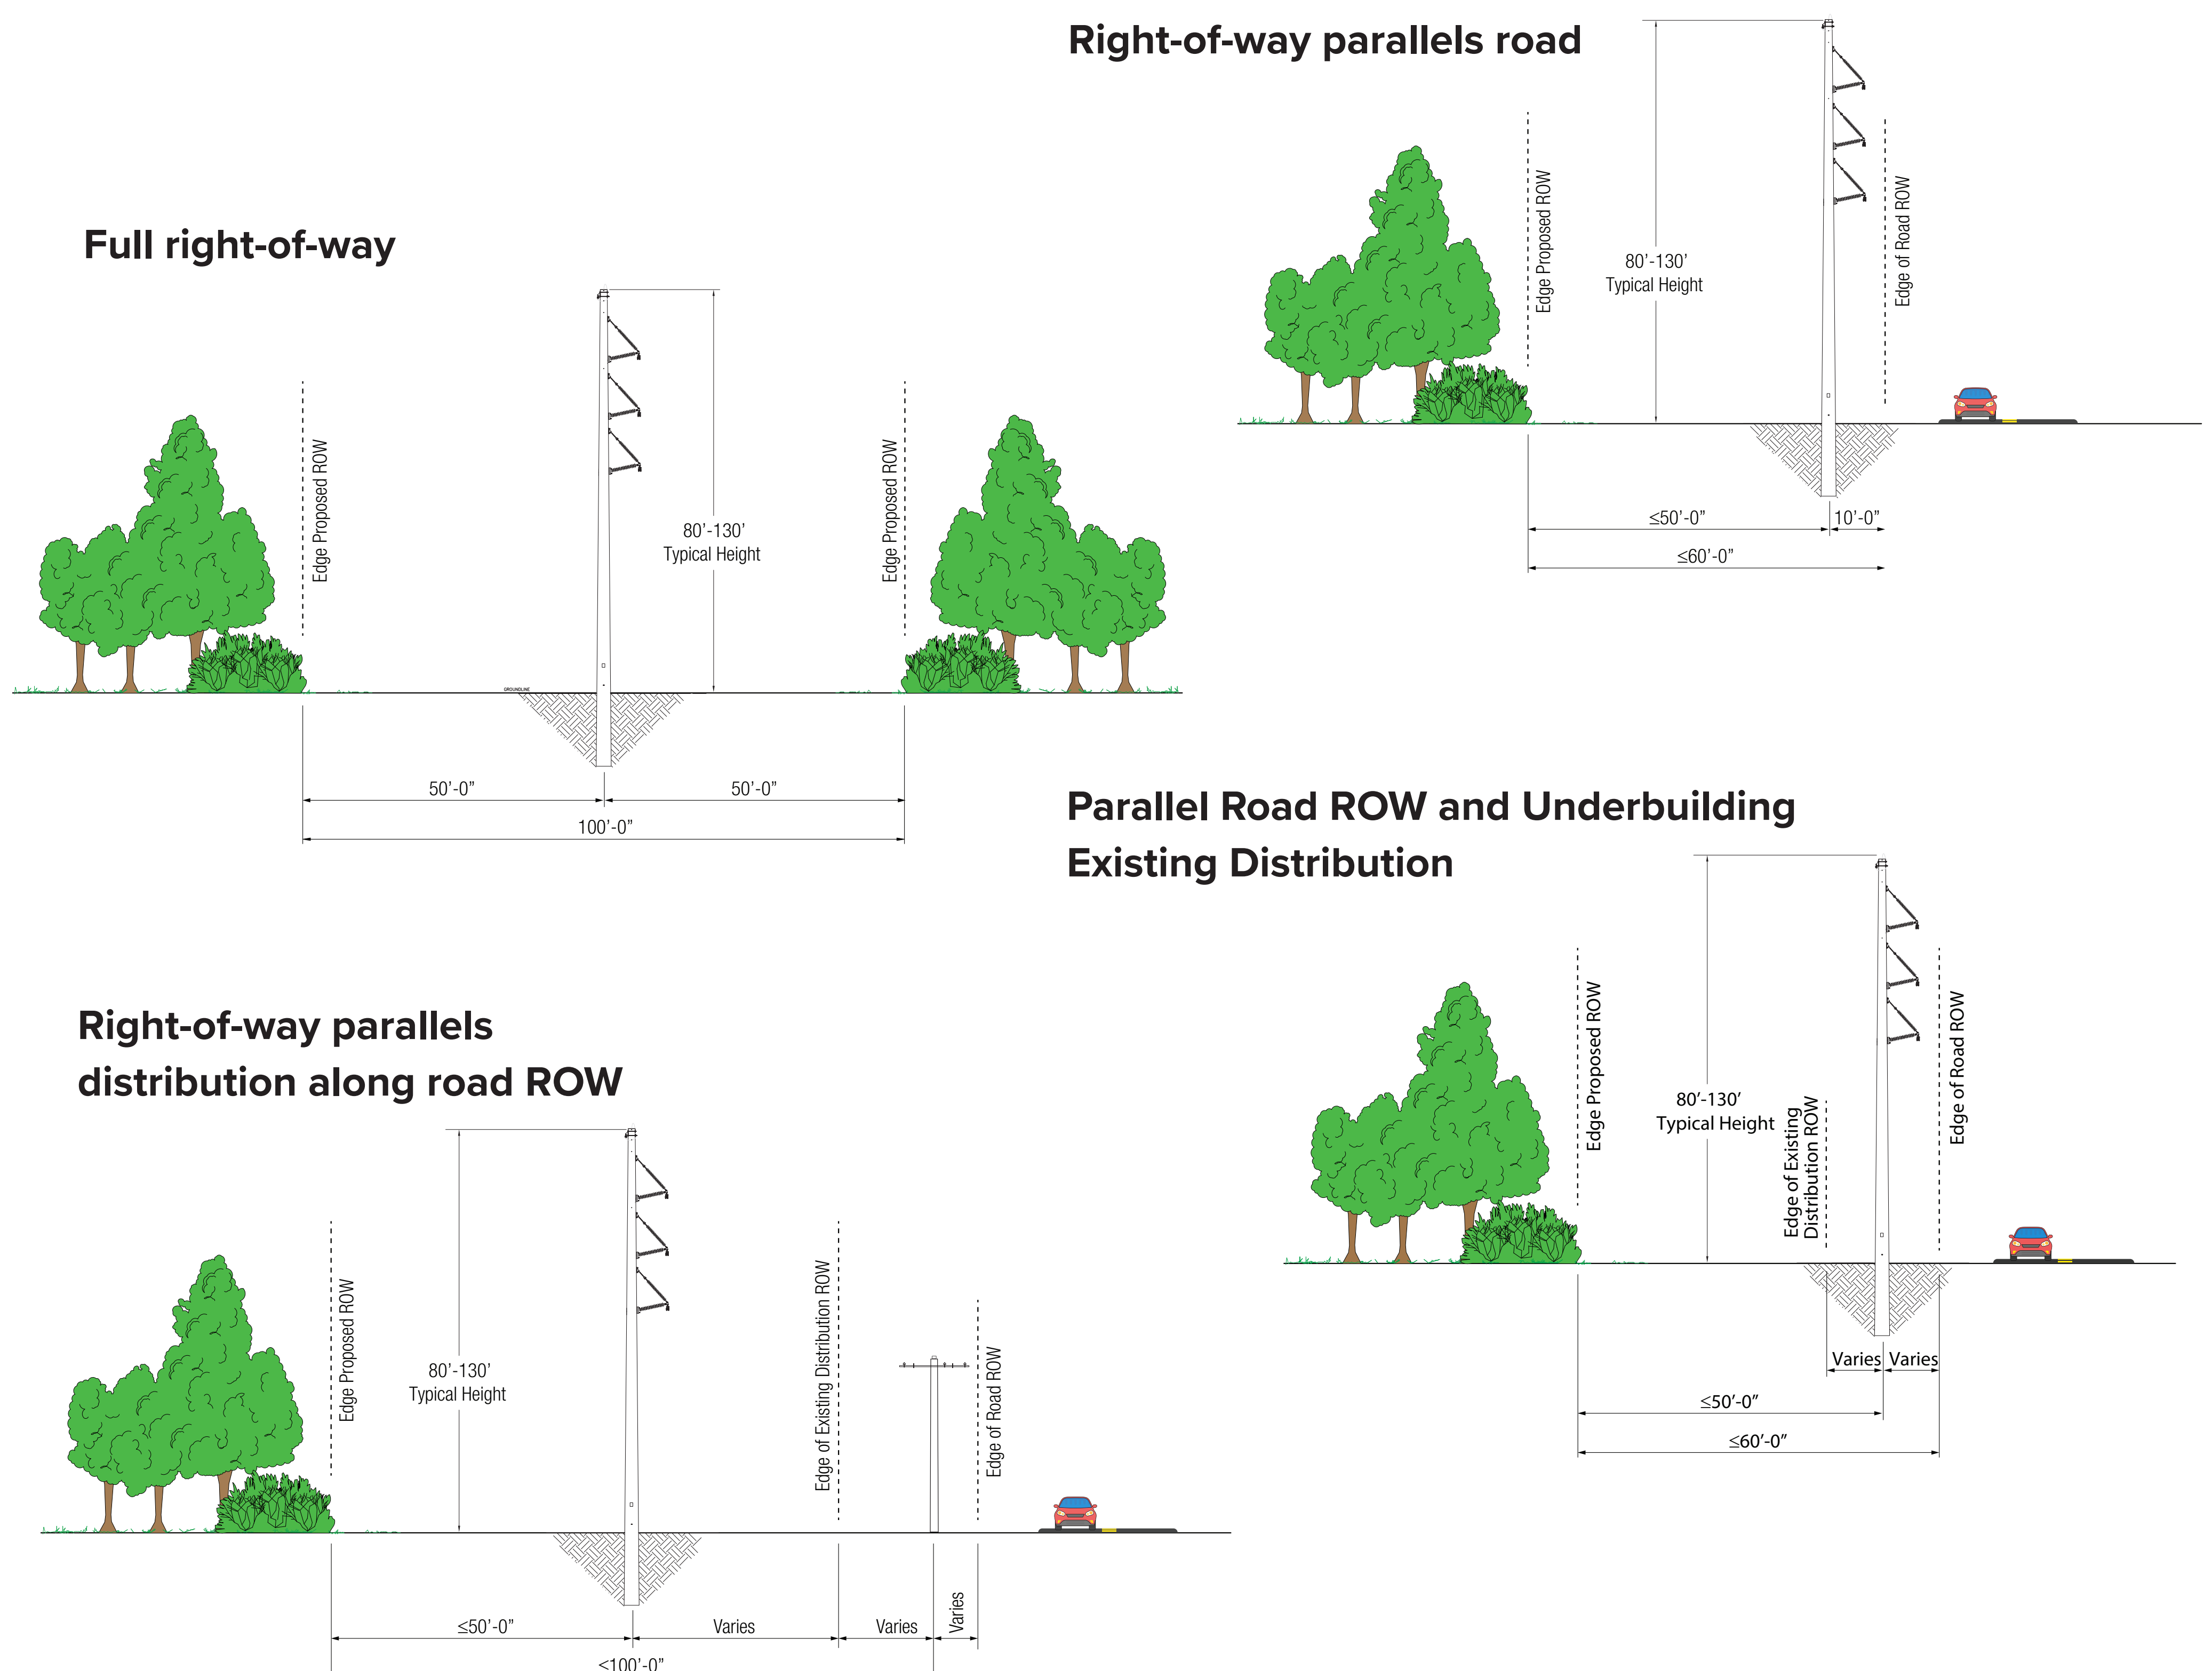 Right-of-way parallels road
Edge Proposed ROW
80’-130’
Typical Height
Edge of Road ROW
≤50’-0”
10’-0”
≤60’-0”
Full right-of-way
Edge Proposed ROW
80’-130’
Typical Height
Edge Proposed ROW
GROUNDLINE
50’-0”
50’-0”
100’-0”
Parallel Road ROW and Underbuilding
Existing Distribution
Edge Proposed ROW
80’-130’
Typical Height
Edge of Existing
Distribution ROW
Edge of Road ROW
Varies
Varies
≤50’-0”
≤60’-0”
Right-of-way parallels
distribution along road ROW
Edge Proposed ROW
80’-130’
Typical Height
Edge of Existing Distribution ROW
Edge of Road ROW
≤50’-0”
Varies
Varies
Varies
≤100’-0”